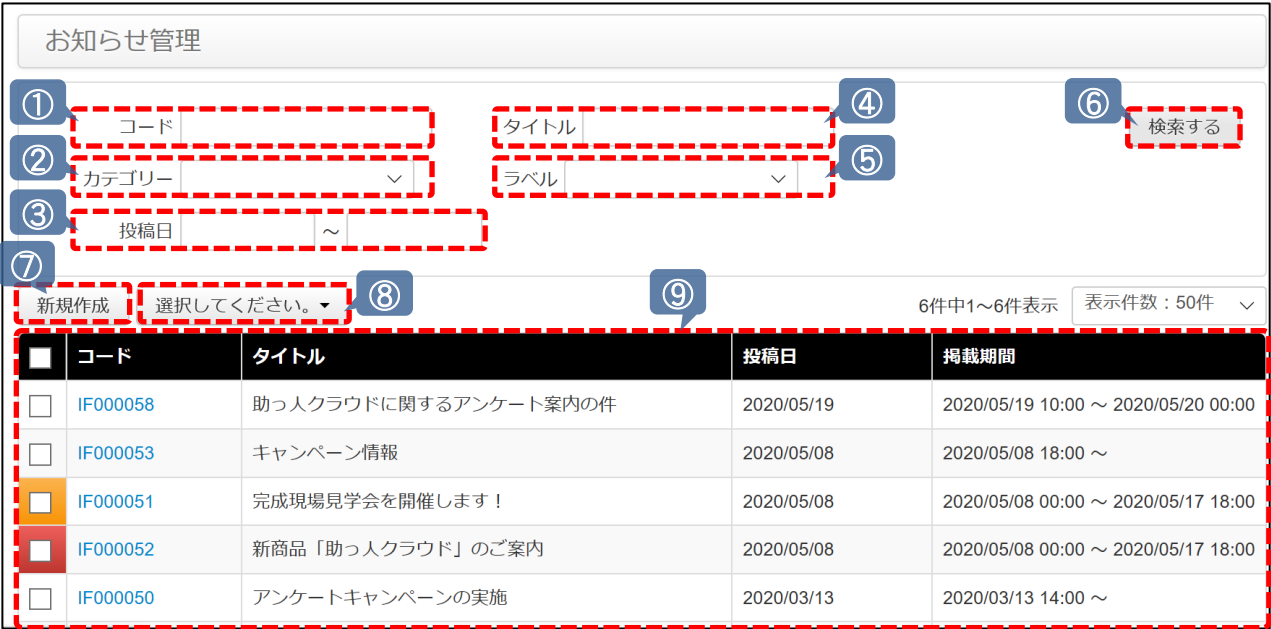 お知らせ管理
① コード ④ タイトル ⑥ 検索する
② カテゴリー ⑤ ラベル
③ 投稿日 ～
⑦ 新規作成 選択してください。 ⑧ ⑨ 6件中1～6件表示 表示件数：50件
コード タイトル 投稿日 掲載期間
IF000058 助っ人クラウドに関するアンケート案内の件 2020/05/19 2020/05/19 10:00 ～ 2020/05/20 00:00
IF000053 キャンペーン情報 2020/05/08 2020/05/08 18:00 ～
IF000051 完成現場見学会を開催します！ 2020/05/08 2020/05/08 00:00 ～ 2020/05/17 18:00
IF000052 新商品「助っ人クラウド」のご案内 2020/05/08 2020/05/08 00:00 ～ 2020/05/17 18:00
IF000050 アンケートキャンペーンの実施 2020/03/13 2020/03/13 14:00 ～